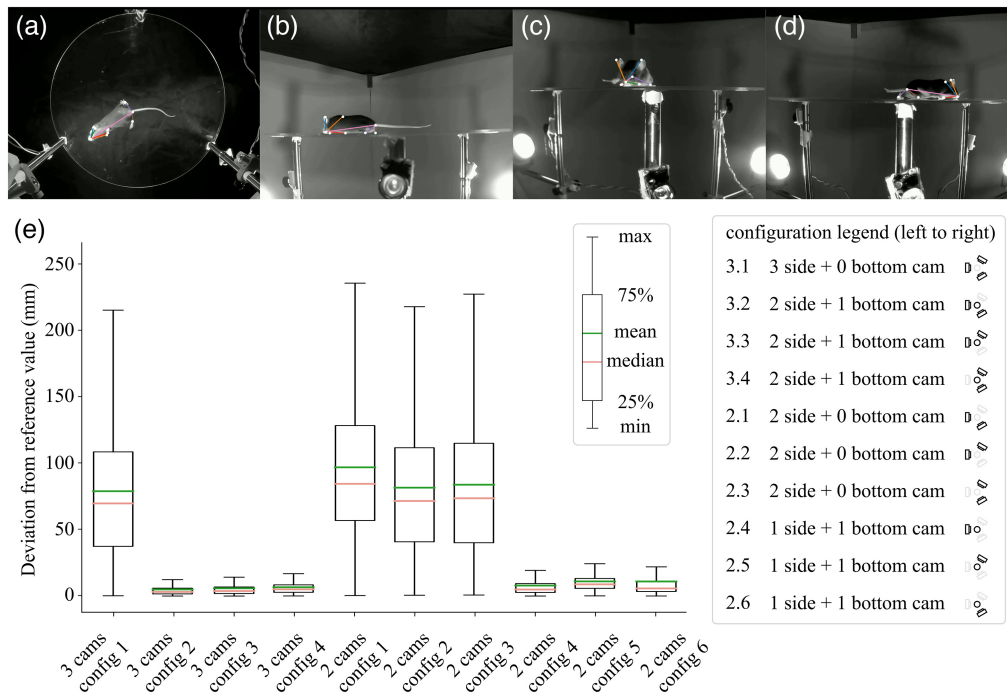 (a)
(b)
(c)
(d)
(e)
Deviation from reference value (mm)
250
200
150
100
50
0
3 cams
config 1
3 cams
config 2
3 cams
config 3
3 cams
config 4
2 cams
config 1
2 cams
config 2
2 cams
config 3
2 cams
config 4
2 cams
config 5
2 cams
config 6
max
75%
mean
median
25%
min
configuration legend (left to right)
3.1 3 side + 0 bottom cam
3.2 2 side + 1 bottom cam
3.3 2 side + 1 bottom cam
3.4 2 side + 1 bottom cam
2.1 2 side + 0 bottom cam
2.2 2 side + 0 bottom cam
2.3 2 side + 0 bottom cam
2.4 1 side + 1 bottom cam
2.5 1 side + 1 bottom cam
2.6 1 side + 1 bottom cam